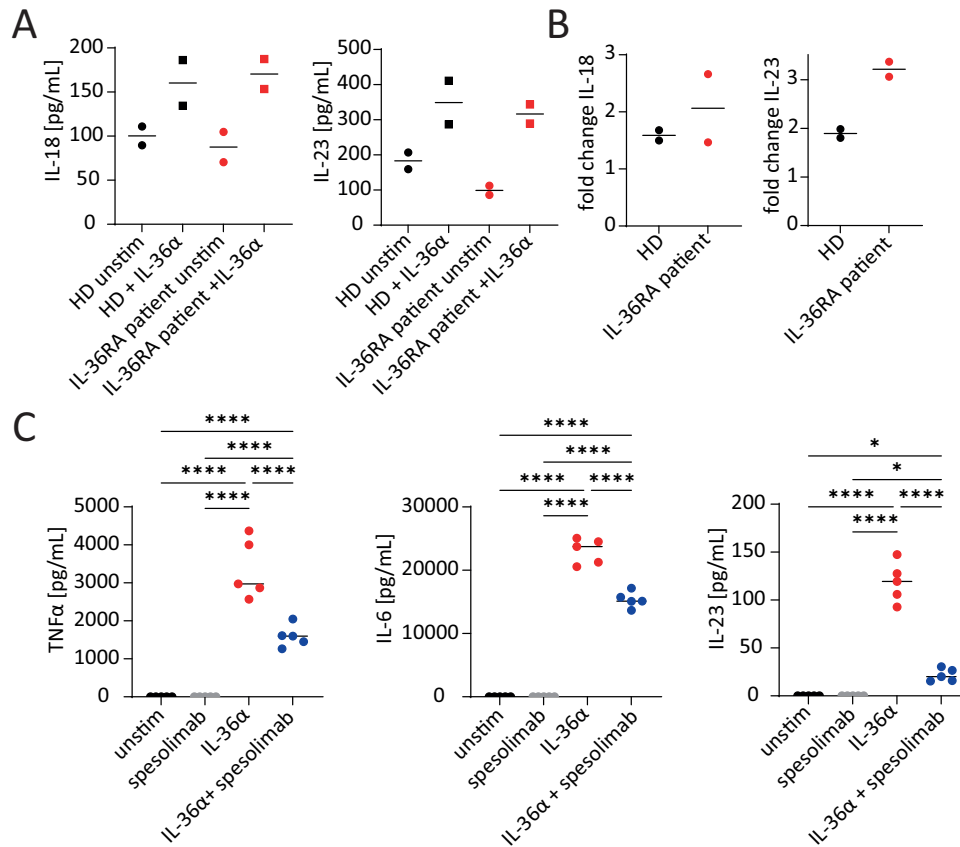 A
IL-18 [pg/mL]
200
150
100
50
0
HD unstim
HD + IL-36α
IL-36RA patient unstim
IL-36RA patient +IL-36α
IL-23 [pg/mL]
500
400
300
200
100
0
HD unstim
HD + IL-36α
IL-36RA patient unstim
IL-36RA patient +IL-36α
B
fold change IL-18
3
2
1
0
HD
IL-36RA patient
fold change IL-23
3
2
1
0
HD
IL-36RA patient
C
****
****
**** ****
****
TNFα [pg/mL]
5000
4000
3000
2000
1000
0
unstim
spesolimab
IL-36α
IL-36α+ spesolimab
****
****
**** ****
****
IL-6 [pg/mL]
30000
20000
10000
0
unstim
spesolimab
IL-36α
IL-36α + spesolimab
*
*
**** ****
****
IL-23 [pg/mL]
200
150
100
50
0
unstim
spesolimab
IL-36α
IL-36α + spesolimab